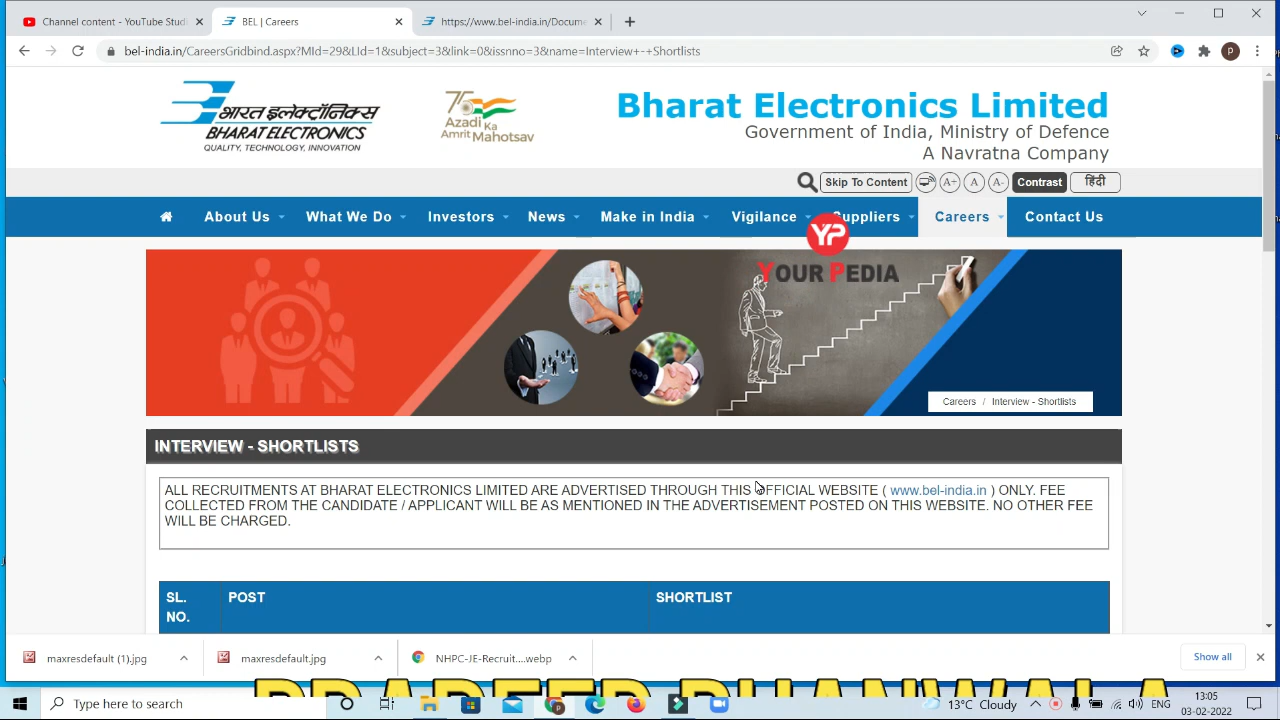 Channel content - YouTube Stud
BEL | Careers
https://www.bel-india.in/Docume
bel-india.in/CareersGridbind.aspx?MId=29&LId=1&subject=3&link=0&issnno=3&name=Interview+-+Shortlists
P
भारत इलेक्ट्रॉनिक्स
BHARAT ELECTRONICS
QUALITY, TECHNOLOGY, INNOVATION
75
Azadi Ka
Amrit Mahotsav
Bharat Electronics Limited
Government of India, Ministry of Defence
A Navratna Company
Skip To Content A+ A A- Contrast हिंदी
About Us What We Do Investors News Make in India Vigilance Suppliers Careers Contact Us
YP
YOUR PEDIA
Careers / Interview - Shortlists
INTERVIEW - SHORTLISTS
ALL RECRUITMENTS AT BHARAT ELECTRONICS LIMITED ARE ADVERTISED THROUGH THIS OFFICIAL WEBSITE ( www.bel-india.in ) ONLY. FEE
COLLECTED FROM THE CANDIDATE / APPLICANT WILL BE AS MENTIONED IN THE ADVERTISEMENT POSTED ON THIS WEBSITE. NO OTHER FEE
WILL BE CHARGED.
SL. NO. POST SHORTLIST
maxresdefault (1).jpg maxresdefault.jpg NHPC-JE-Recruit....webp Show all
Type here to search
13°C Cloudy ENG
13:05
03-02-2022